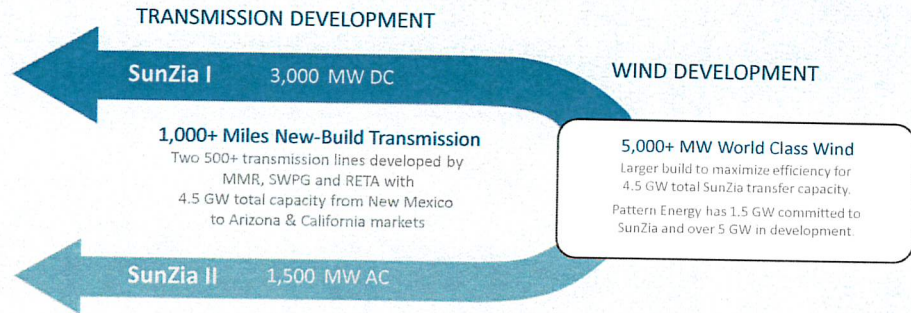 TRANSMISSION DEVELOPMENT
SunZia I 3,000 MW DC
WIND DEVELOPMENT
1,000+ Miles New-Build Transmission
Two 500+ transmission lines developed by
MMR, SWPG and RETA with
4.5 GW total capacity from New Mexico
to Arizona & California markets
5,000+ MW World Class Wind
Larger build to maximize efficiency for
4.5 GW total SunZia transfer capacity.
Pattern Energy has 1.5 GW committed to
SunZia and over 5 GW in development.
SunZia II 1,500 MW AC